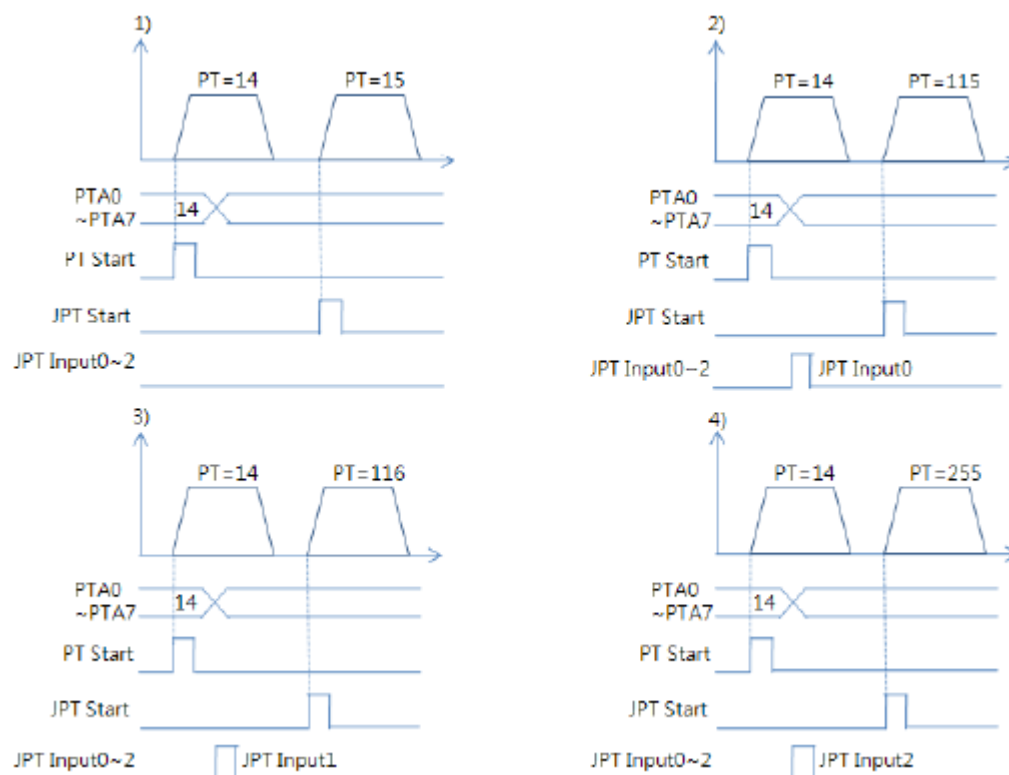 1)
PT=14 PT=15
PTA0
~PTA7
14
PT Start
JPT Start
JPT Input0~2
2)
PT=14 PT=115
PTA0
~PTA7
14
PT Start
JPT Start
JPT Input0~2 JPT Input0
3)
PT=14 PT=116
PTA0
~PTA7
14
PT Start
JPT Start
JPT Input0~2 JPT Input1
4)
PT=14 PT=255
PTA0
~PTA7
14
PT Start
JPT Start
JPT Input0~2 JPT Input2